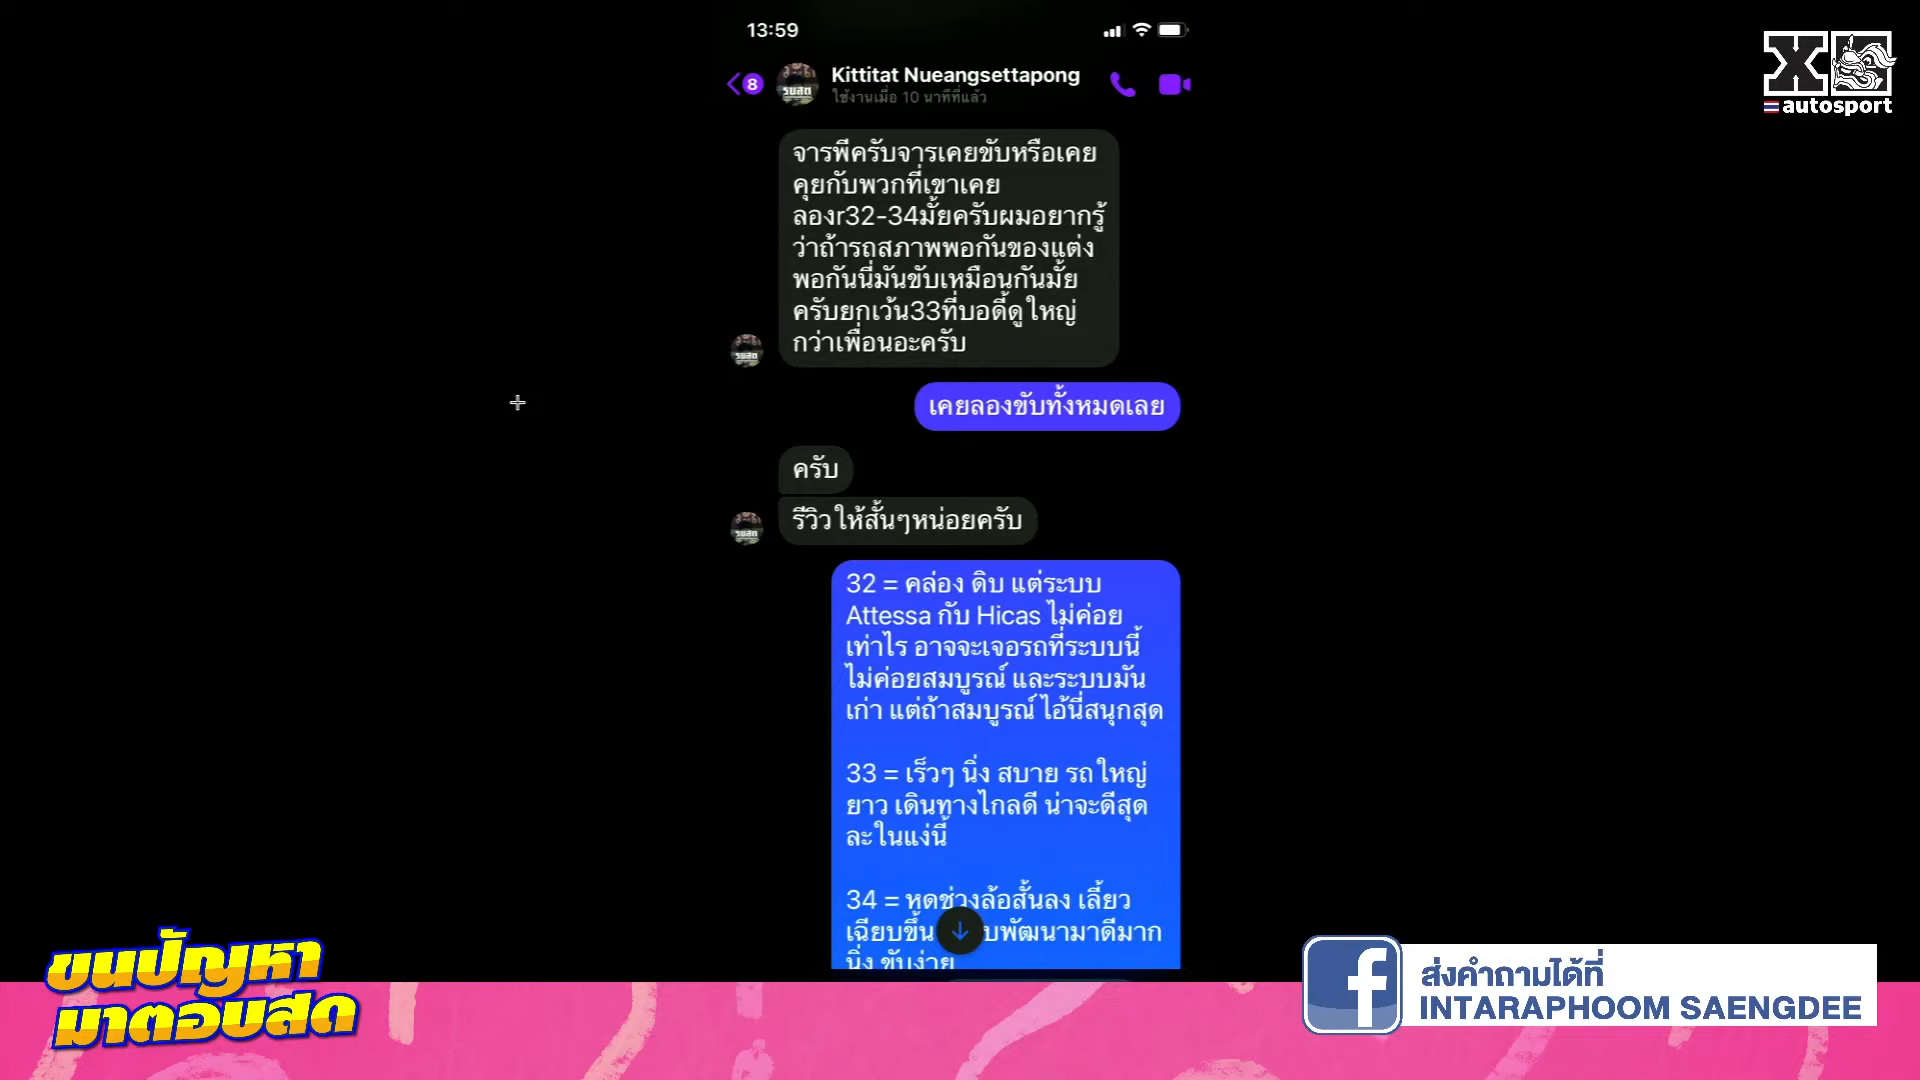 13:59
8
Kittitat Nueangsettapong
ใช้งานเมื่อ 10 นาทีที่แล้ว
X
autosport
จารพีครับจารเคยขับหรือเคย
คุยกับพวกที่เขาเคย
ลองr32-34มั้ยครับผมอยากรู้
ว่าถ้ารถสภาพพอกันของแต่ง
พอกันนี่มันขับเหมือนกันมั้ย
ครับยกเว้น33ที่บอดี้ดูใหญ่
กว่าเพื่อนอะครับ
เคยลองขับทั้งหมดเลย
ครับ
รีวิวให้สั้นๆหน่อยครับ
32 = คล่อง ดิบ แต่ระบบ
Attessa กับ Hicas ไม่ค่อย
เท่าไร อาจจะเจอรถที่ระบบนี้
ไม่ค่อยสมบูรณ์ และระบบมัน
เก่า แต่ถ้าสมบูรณ์ ไอ้นี่สนุกสุด
33 = เร็วๆ นิ่ง สบาย รถใหญ่
ยาว เดินทางไกลดี น่าจะดีสุด
ละในแง่นี้
34 = หดช่วงล้อสั้นลง เลี้ยว
เฉียบขึ้น บพัฒนามาดีมาก
นิ่ง ขับง่าย
ขนปัญหา
มาตอบสด
ส่งคำถามได้ที่
INTARAPHOOM SAENGDEE